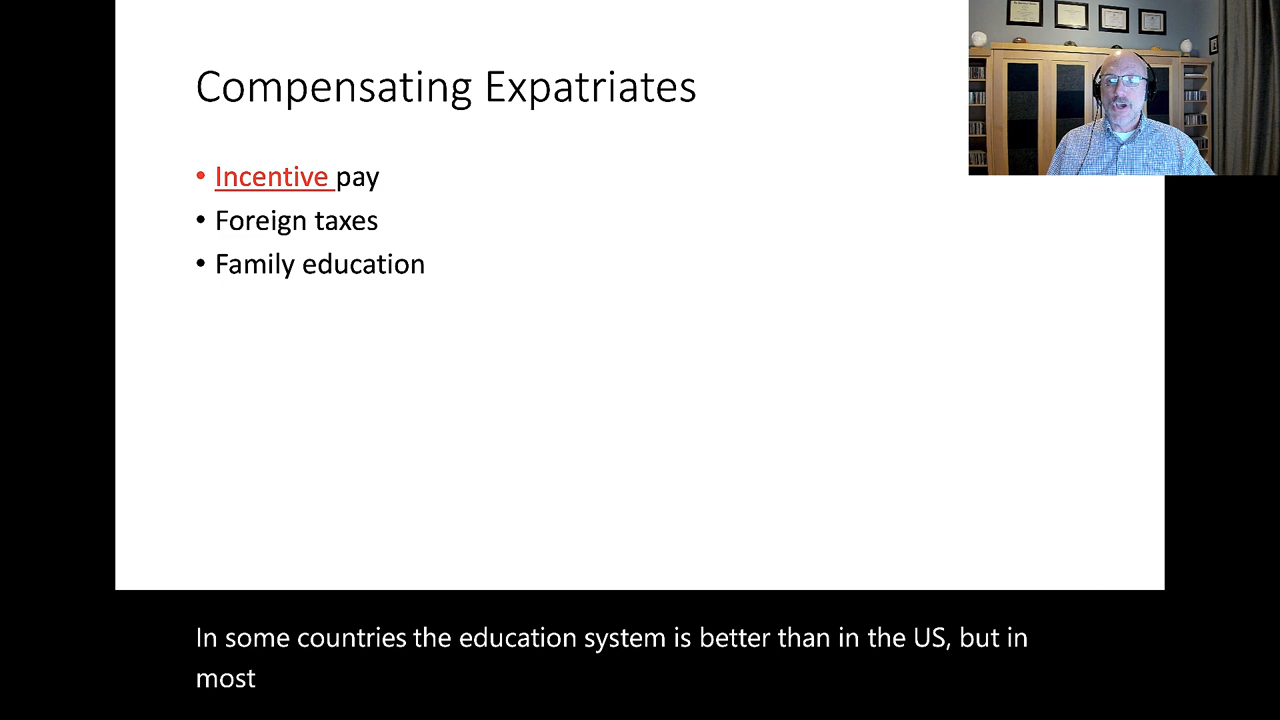 Compensating Expatriates
• Incentive pay
• Foreign taxes
• Family education
In some countries the education system is better than in the US, but in
most